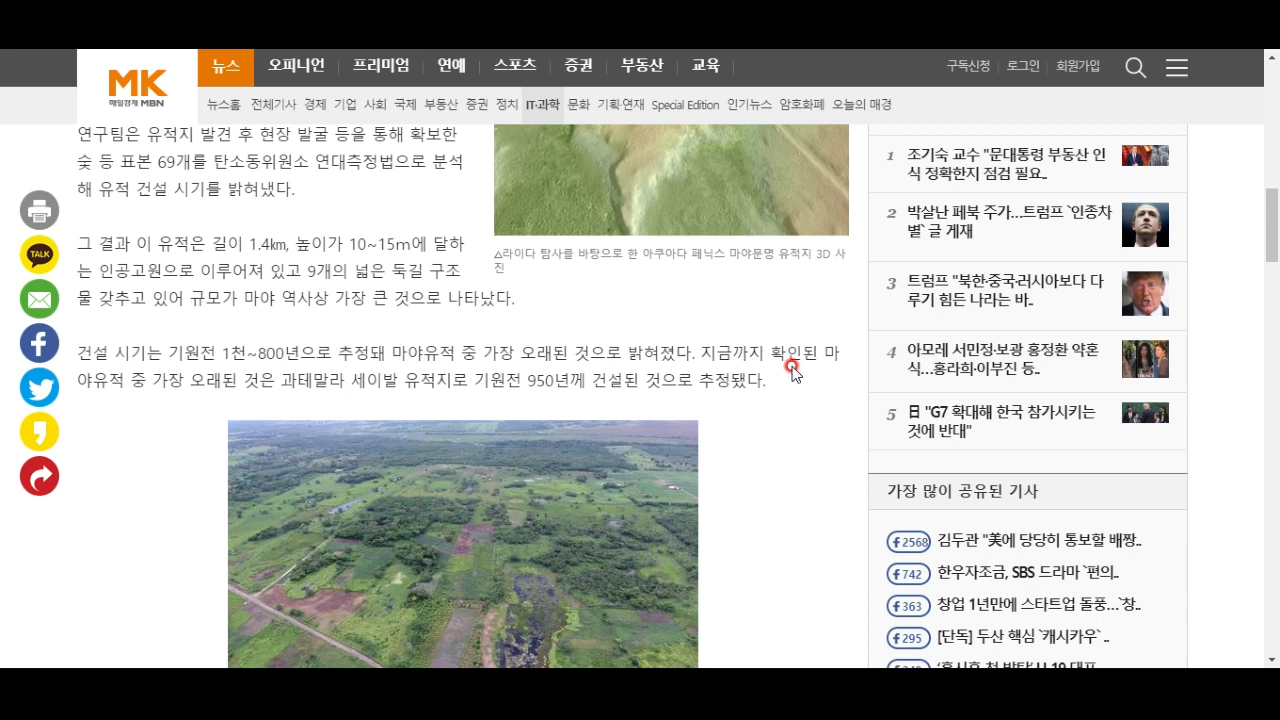 MK
매일경제 MBN
뉴스 오피니언 프리미엄 연예 스포츠 증권 부동산 교육
구독신청 로그인 회원가입
뉴스홈 전체기사 경제 기업 사회 국제 부동산 증권 정치 IT·과학 문화 기획·연재 Special Edition 인기뉴스 암호화폐 오늘의 매경
TALK
연구팀은 유적지 발견 후 현장 발굴 등을 통해 확보한
숯 등 표본 69개를 탄소동위원소 연대측정법으로 분석
해 유적 건설 시기를 밝혀냈다.
그 결과 이 유적은 길이 1.4㎞, 높이가 10~15m에 달하
는 인공고원으로 이루어져 있고 9개의 넓은 둑길 구조
물 갖추고 있어 규모가 마야 역사상 가장 큰 것으로 나타났다.
△라이다 탐사를 바탕으로 한 아쿠아다 페닉스 마야문명 유적지 3D 사
진
건설 시기는 기원전 1천~800년으로 추정돼 마야유적 중 가장 오래된 것으로 밝혀졌다. 지금까지 확인된 마
야유적 중 가장 오래된 것은 과테말라 세이발 유적지로 기원전 950년께 건설된 것으로 추정됐다.
1 조기숙 교수 "문대통령 부동산 인
식 정확한지 점검 필요..
2 박살난 페북 주가…트럼프 `인종차
별` 글 게재
3 트럼프 "북한·중국·러시아보다 다
루기 힘든 나라는 바..
4 아모레 서민정·보광 홍정환 약혼
식…홍라희·이부진 등..
5 日 "G7 확대해 한국 참가시키는
것에 반대"
가장 많이 공유된 기사
2568 김두관 "美에 당당히 통보할 배짱..
742 한우자조금, SBS 드라마 `편의..
363 창업 1년만에 스타트업 돌풍…`창..
295 [단독] 두산 핵심 `캐시카우` ..